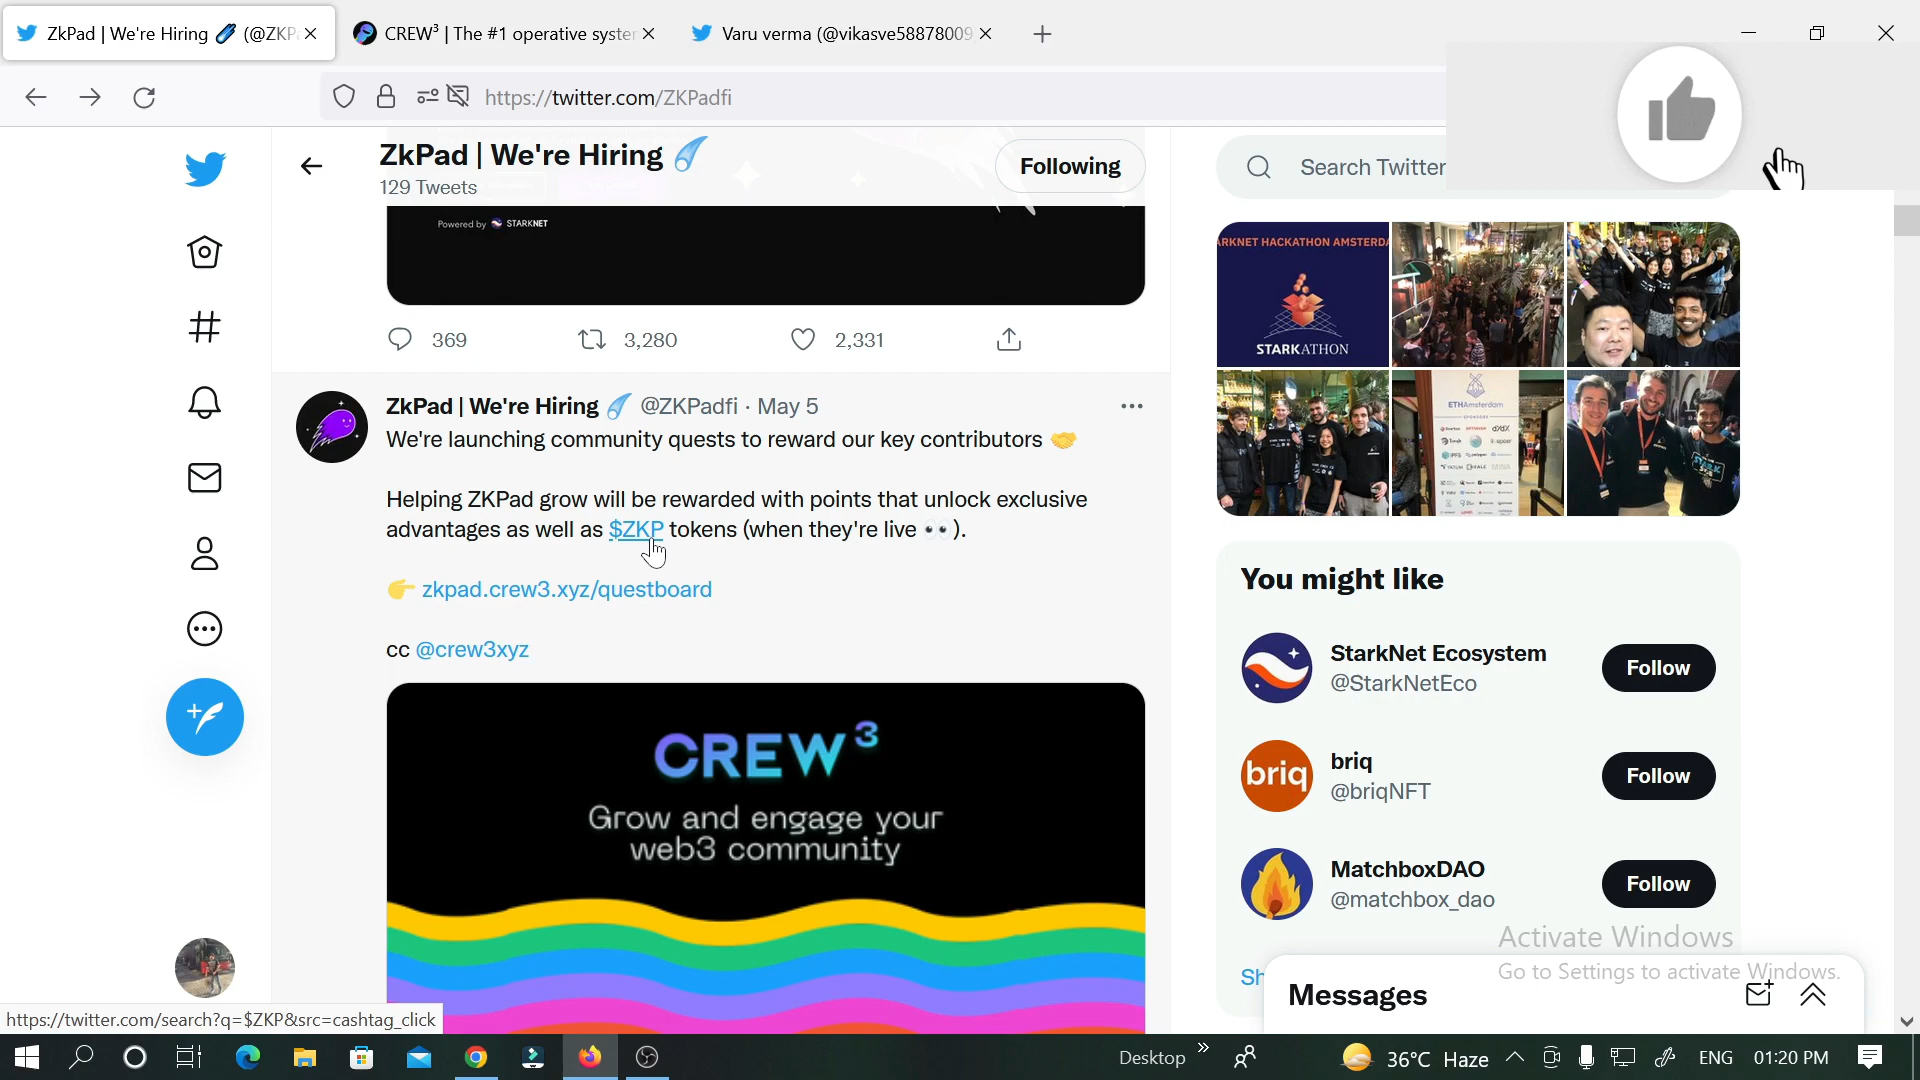 ZkPad | We're Hiring (@ZKP
CREW³ | The #1 operative syster
Varu verma (@vikasve58878009
https://twitter.com/ZKPadfi
ZkPad | We're Hiring
129 Tweets
Following
Search Twitter
Powered by STARKNET
369
3,280
2,331
ARKNET HACKATHON AMSTERDA
STARKATHON
ETHAmsterdam
ZkPad | We're Hiring @ZKPadfi · May 5
We're launching community quests to reward our key contributors
Helping ZKPad grow will be rewarded with points that unlock exclusive
advantages as well as $ZKP tokens (when they're live 👀).
👉 zkpad.crew3.xyz/questboard
cc @crew3xyz
CREW³
Grow and engage your
web3 community
You might like
StarkNet Ecosystem
@StarkNetEco
Follow
briq
briq
@briqNFT
Follow
MatchboxDAO
@matchbox_dao
Follow
Sh
Activate Windows
Go to Settings to activate Windows.
Messages
https://twitter.com/search?q=$ZKP&src=cashtag_click
Desktop
36°C Haze
ENG
01:20 PM